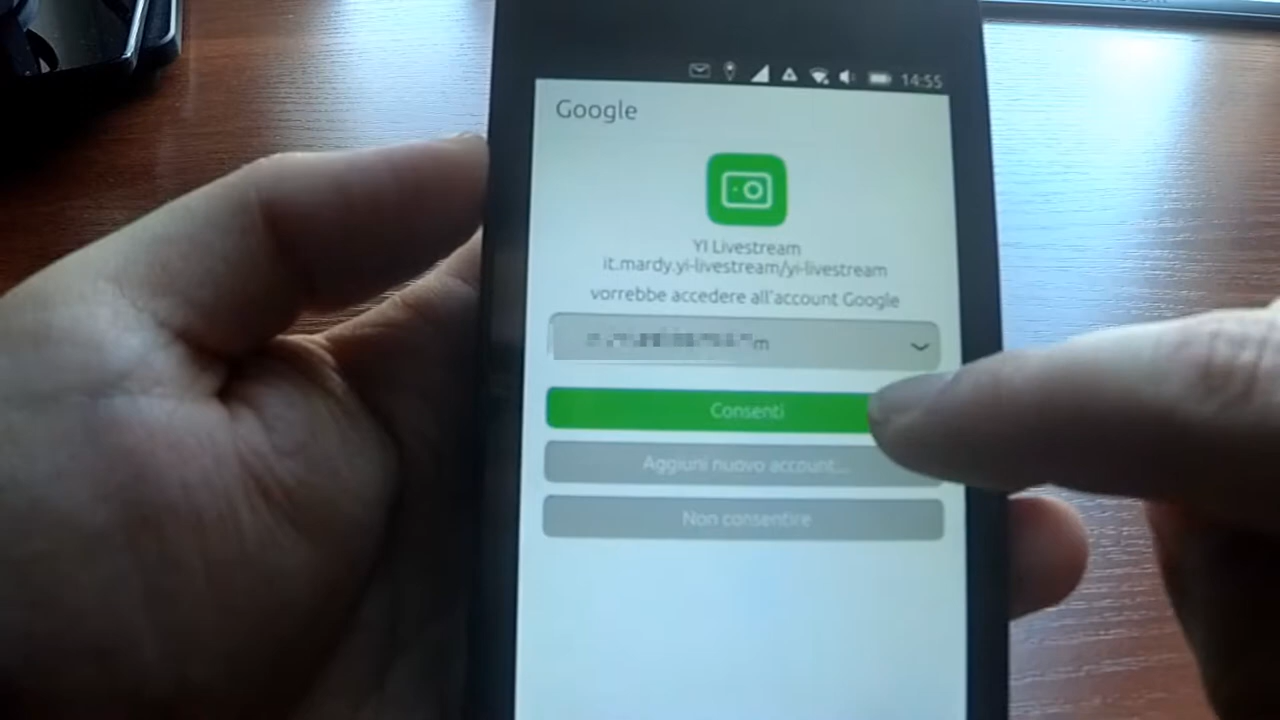 14:55
Google
YI Livestream
it.mardy.yi-livestream/yi-livestream
vorrebbe accedere all'account Google
m
Consenti
Aggiuni nuovo account...
Non consentire